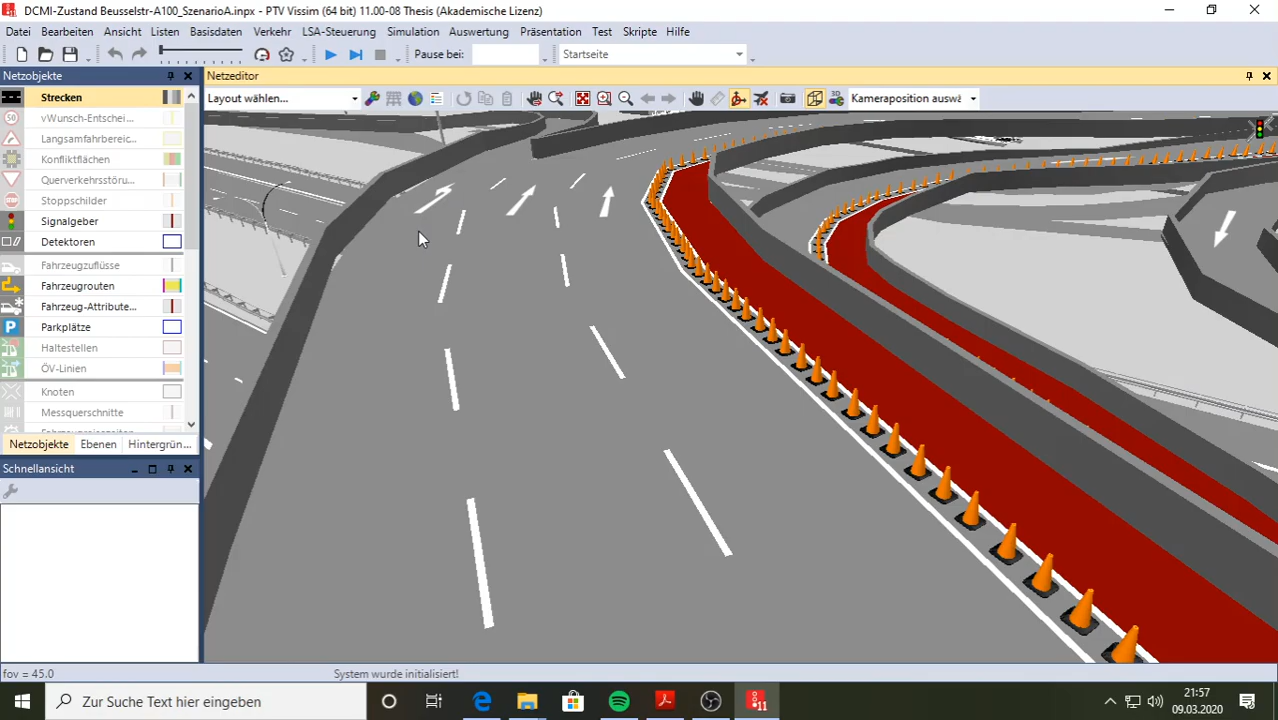 DCMI-Zustand Beusselstr-A100_SzenarioA.inpx - PTV Vissim (64 bit) 11.00-08 Thesis (Akademische Lizenz)
Datei Bearbeiten Ansicht Listen Basisdaten Verkehr LSA-Steuerung Simulation Auswertung Präsentation Test Skripte Hilfe
Pause bei: Startseite
Netzobjekte
Netzeditor
Strecken
Layout wählen...
Kameraposition auswä
50 vWunsch-Entschei...
Langsamfahrbereic...
Konfliktflächen
Querverkehrsstöru...
STOP Stoppschilder
Signalgeber
Detektoren
Fahrzeugzuflüsse
Fahrzeugrouten
Fahrzeug-Attribute...
P Parkplätze
Haltestellen
ÖV-Linien
Knoten
Messquerschnitte
Netzobjekte Ebenen Hintergrün...
Schnellansicht
fov = 45.0 System wurde initialisiert!
Zur Suche Text hier eingeben
11
21:57
09.03.2020